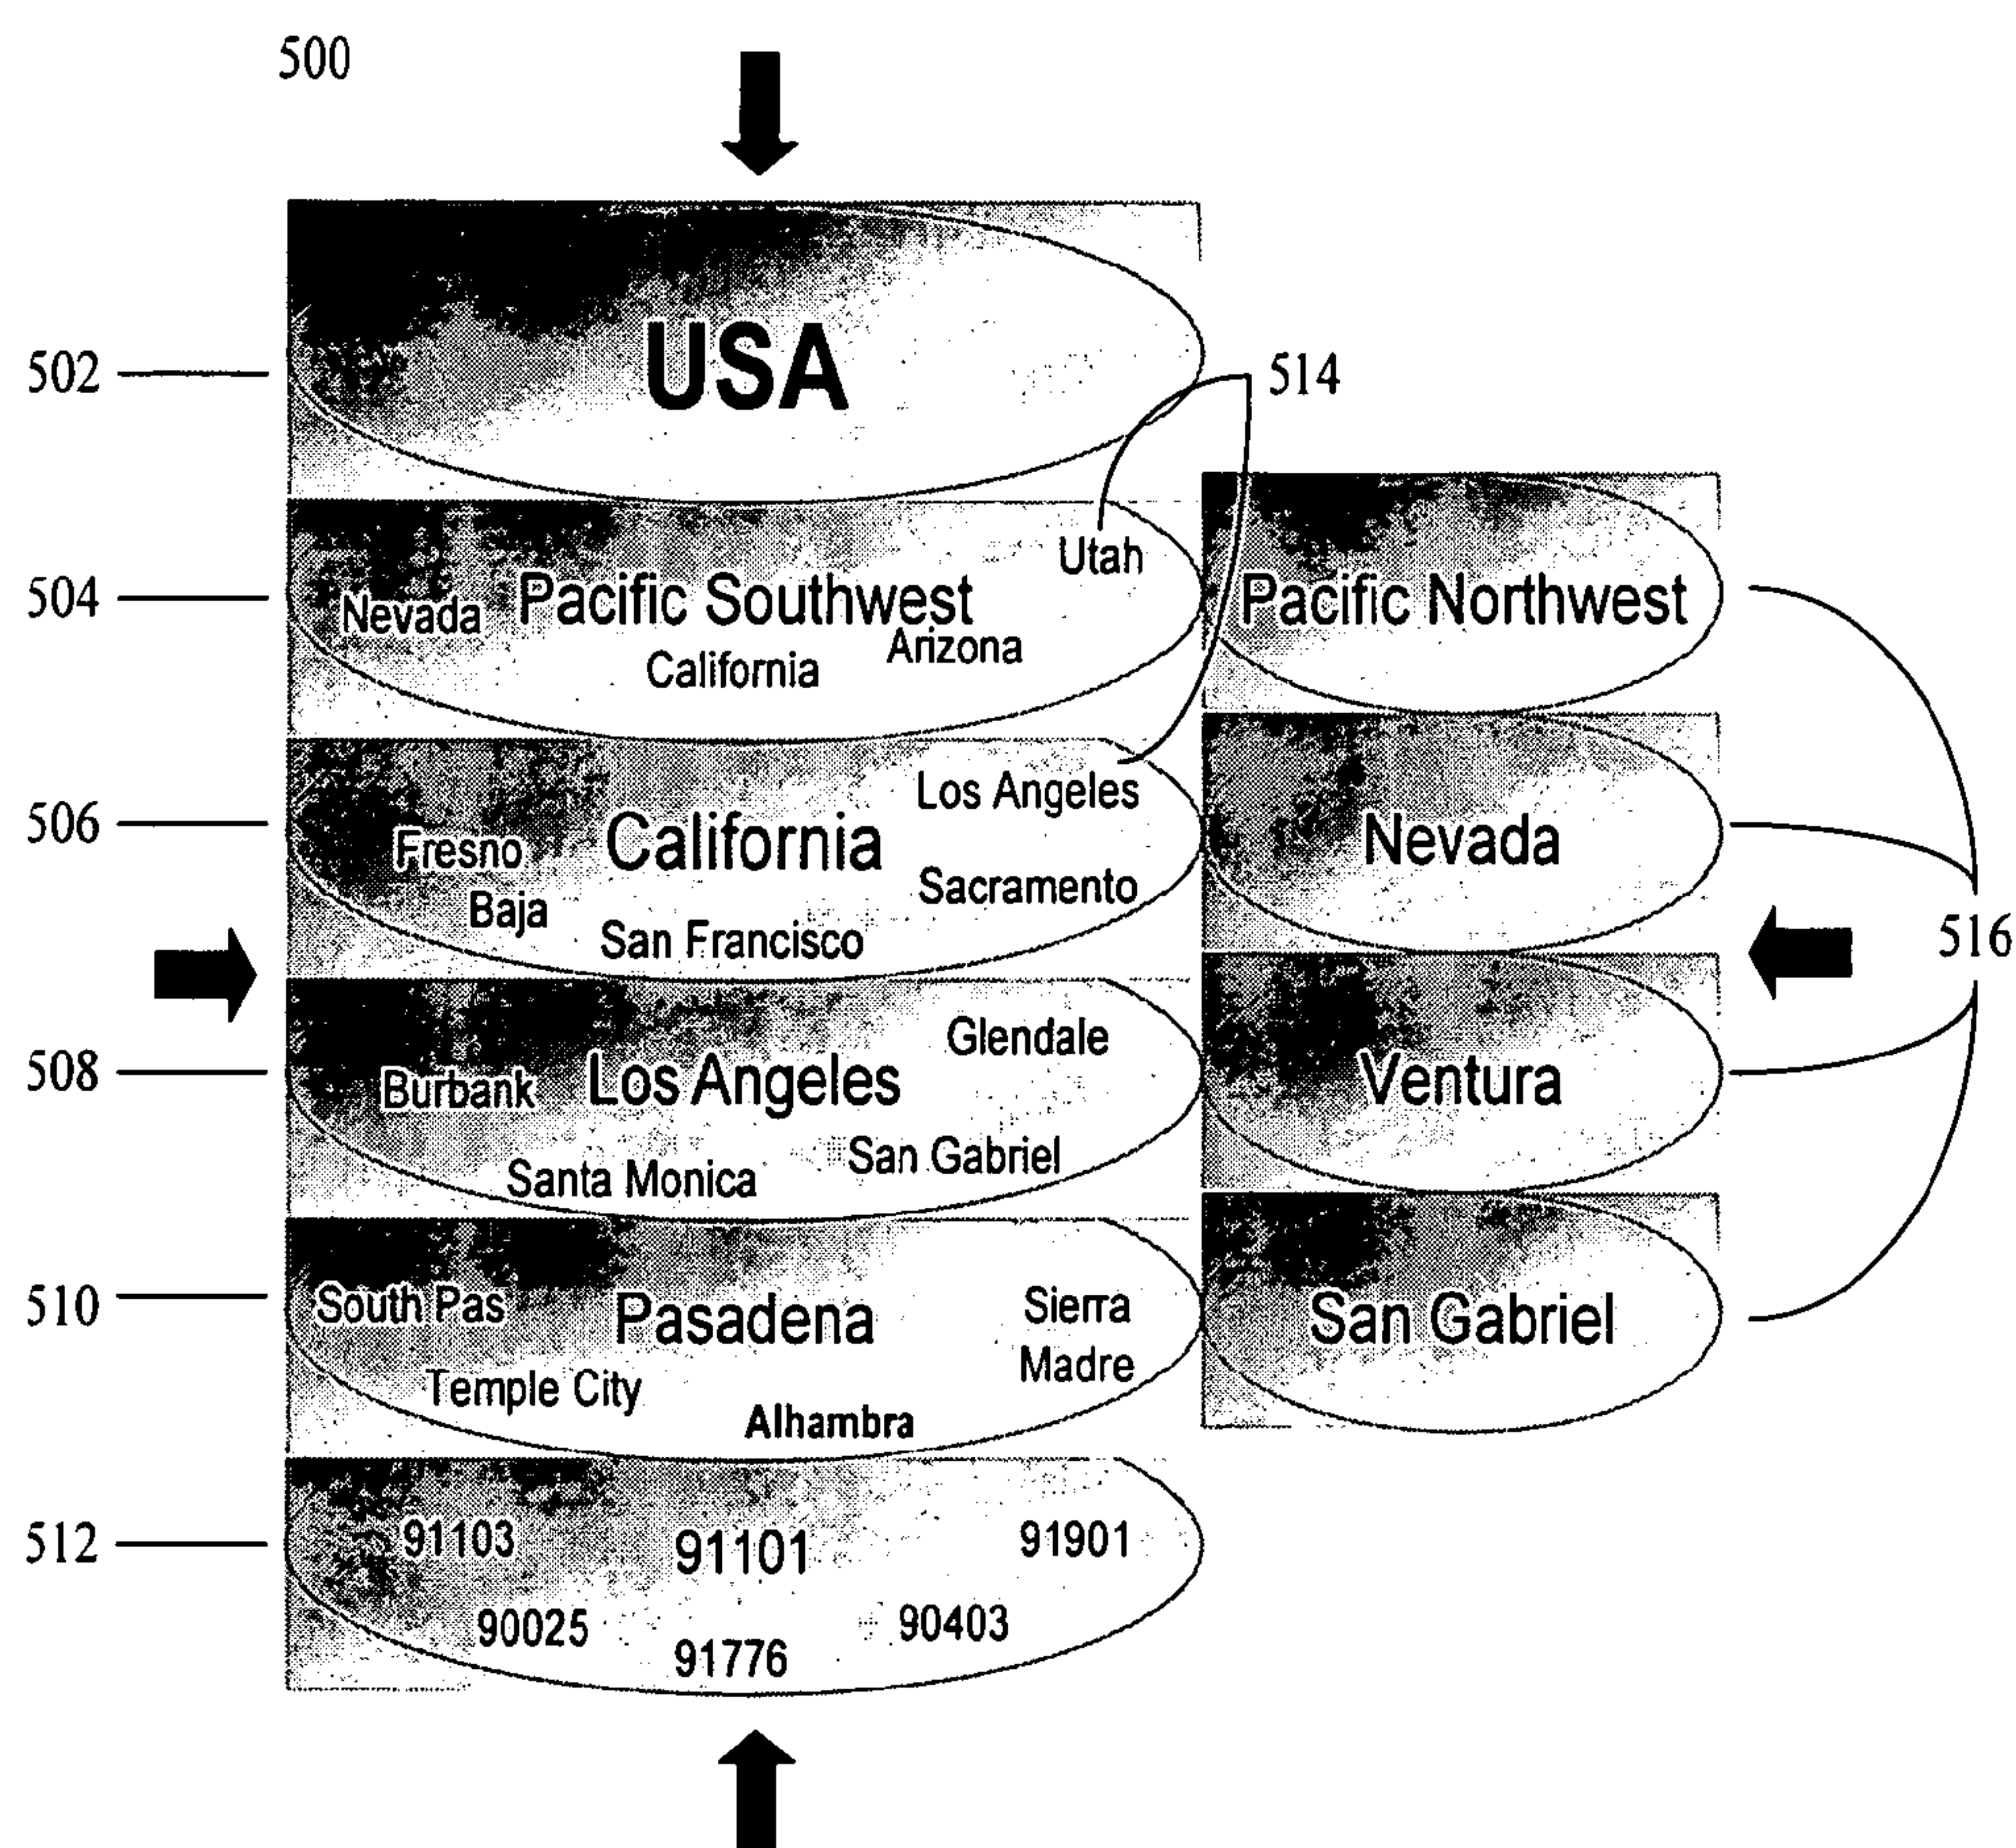 500
502
USA
514
504
Nevada
Pacific Southwest
Utah
Arizona
California
Pacific Northwest
506
Fresno
Baja
California
San Francisco
Los Angeles
Sacramento
Nevada
516
508
Burbank
Los Angeles
Glendale
Santa Monica
San Gabriel
Ventura
510
South Pas
Pasadena
Sierra
Madre
Temple City
Alhambra
San Gabriel
512
91103
91101
91901
90025
91776
90403